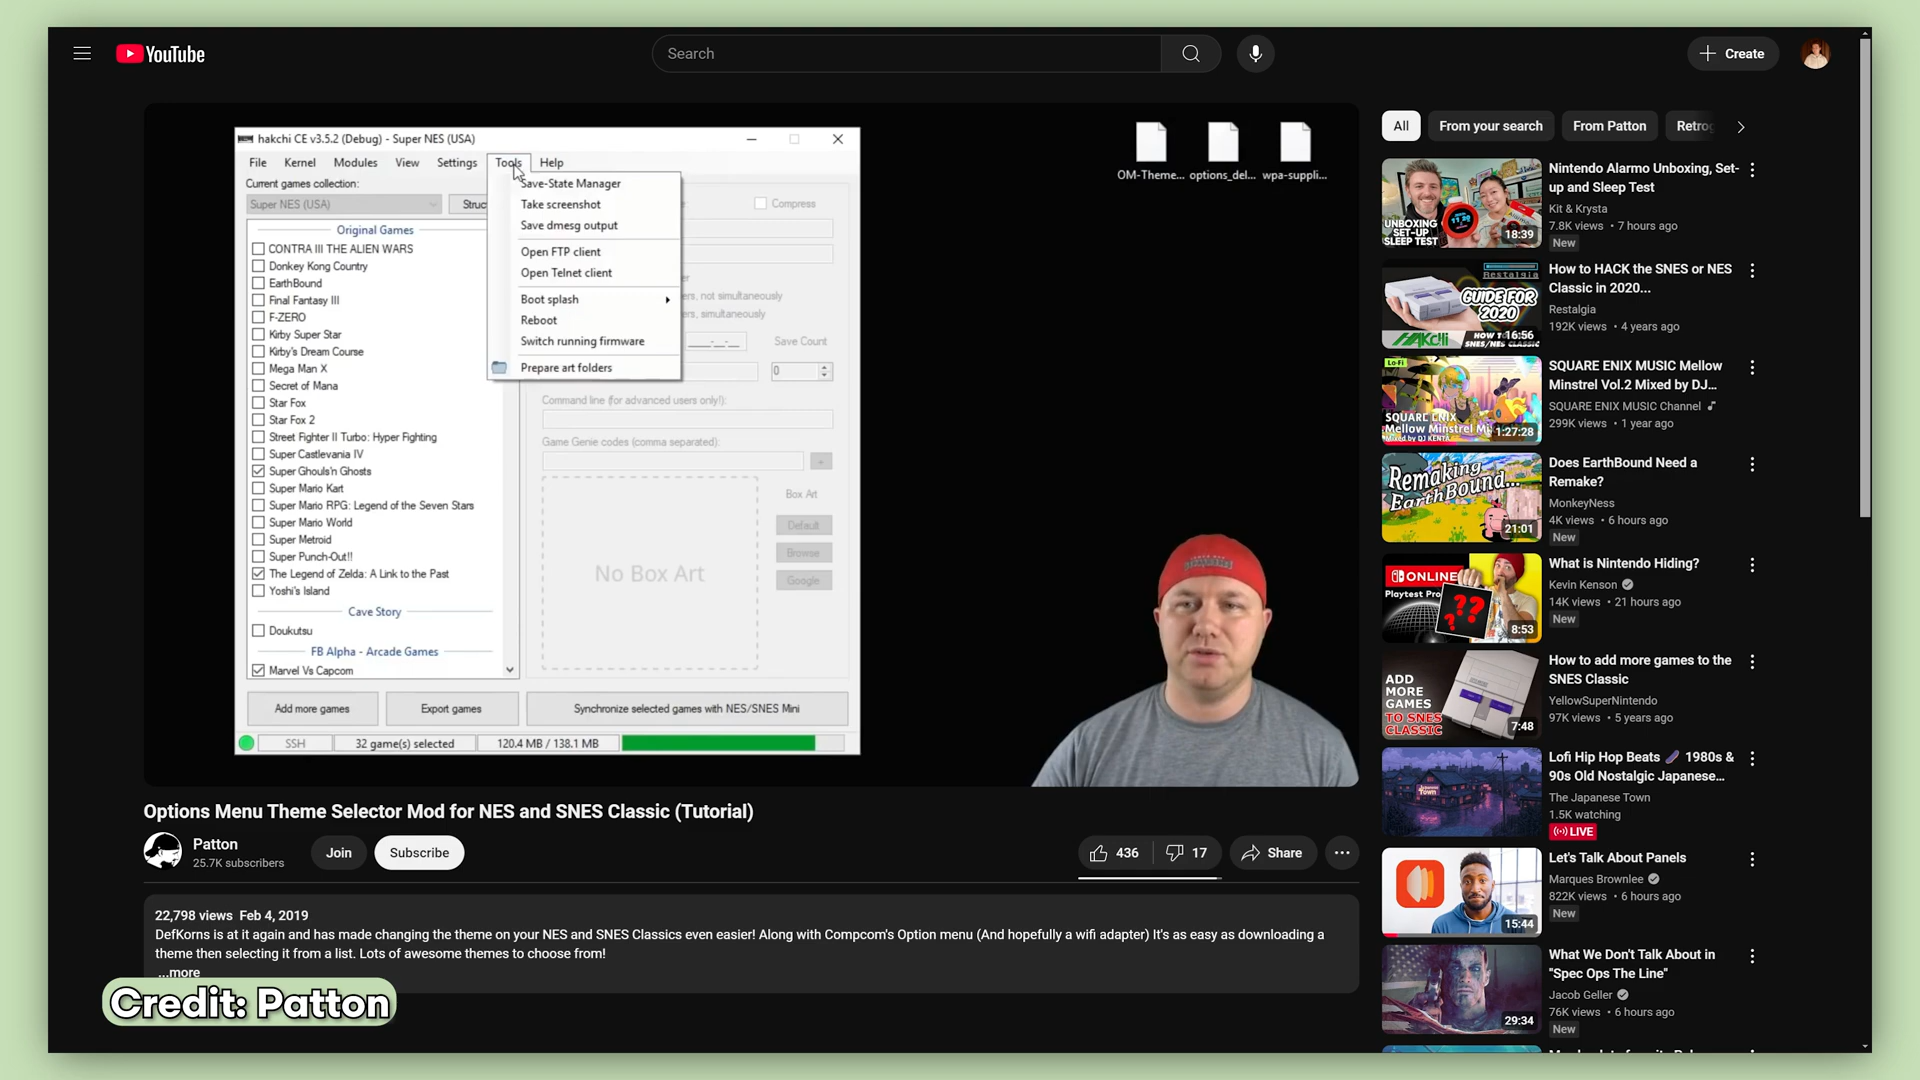 YouTube
Search
Create
hakchi CE v3.5.2 (Debug) - Super NES (USA)
File Kernel Modules View Settings Tools Help
Current games collection:
Super NES (USA)
Original Games
CONTRA III THE ALIEN WARS
Donkey Kong Country
EarthBound
Final Fantasy III
F-ZERO
Kirby Super Star
Kirby's Dream Course
Mega Man X
Secret of Mana
Star Fox
Star Fox 2
Street Fighter II Turbo: Hyper Fighting
Super Castlevania IV
Super Ghouls'n Ghosts
Super Mario Kart
Super Mario RPG: Legend of the Seven Stars
Super Mario World
Super Metroid
Super Punch-Out!!
The Legend of Zelda: A Link to the Past
Yoshi's Island
Cave Story
Doukutsu
FB Alpha - Arcade Games
Marvel Vs Capcom
Save-State Manager
Take screenshot
Save dmesg output
Open FTP client
Open Telnet client
Boot splash
Reboot
Switch running firmware
Prepare art folders
Compress
ers, not simultaneously
ers, simultaneously
Save Count
0
Command line (for advanced users only!):
Game Genie codes (comma separated):
No Box Art
Box Art
Default
Browse
Google
Add more games
Export games
Synchronize selected games with NES/SNES Mini
SSH
32 game(s) selected
120.4 MB / 138.1 MB
OM-Theme... options_del... wpa-suppli...
Options Menu Theme Selector Mod for NES and SNES Classic (Tutorial)
Patton
25.7K subscribers
Join
Subscribe
436
17
Share
22,798 views Feb 4, 2019
DefKorns is at it again and has made changing the theme on your NES and SNES Classics even easier! Along with Compcom's Option menu (And hopefully a wifi adapter) It's as easy as downloading a
theme then selecting it from a list. Lots of awesome themes to choose from!
...more
Credit: Patton
All
From your search
From Patton
Retrog
UNBOXING
SET-UP
SLEEP TEST
18:39
Nintendo Alarmo Unboxing, Set-
up and Sleep Test
Kit & Krysta
7.8K views • 7 hours ago
New
Restalgia
GUIDE FOR
2020
16:56
How to HACK the SNES or NES
Classic in 2020...
Restalgia
192K views • 4 years ago
Lo-Fi
SQUARE ENIX
Mellow Minstrel Mi
Mixed by DJ KENTA
1:27:28
SQUARE ENIX MUSIC Mellow
Minstrel Vol.2 Mixed by DJ...
SQUARE ENIX MUSIC Channel
299K views • 1 year ago
Remaking
EarthBound...
21:01
Does EarthBound Need a
Remake?
MonkeyNess
4K views • 6 hours ago
New
ONLINE
Playtest Pro
??
8:53
What is Nintendo Hiding?
Kevin Kenson
14K views • 21 hours ago
New
ADD
MORE
GAMES
TO SNES
CLASSIC
7:48
How to add more games to the
SNES Classic
YellowSuperNintendo
97K views • 5 years ago
Lofi Hip Hop Beats 🍆 1980s &
90s Old Nostalgic Japanese...
The Japanese Town
1.5K watching
LIVE
15:44
Let's Talk About Panels
Marques Brownlee
822K views • 6 hours ago
New
29:34
What We Don't Talk About in
"Spec Ops The Line"
Jacob Geller
76K views • 6 hours ago
New